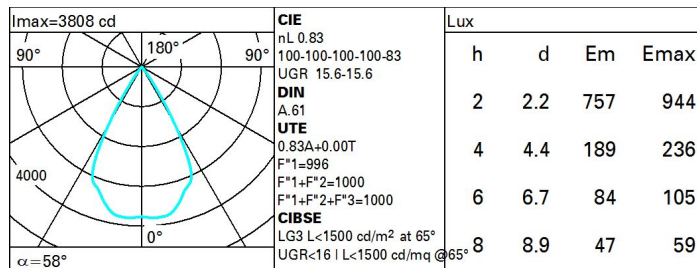 Imax=3808 cd
90° 180° 90°
4000
0°
α=58°
CIE
nL 0.83
100-100-100-100-83
UGR 15.6-15.6
DIN
A.61
UTE
0.83A+0.00T
F"1=996
F"1+F"2=1000
F"1+F"2+F"3=1000
CIBSE
LG3 L<1500 cd/m² at 65°
UGR<16 | L<1500 cd/mq @65°
Lux
h d Em Emax
2 2.2 757 944
4 4.4 189 236
6 6.7 84 105
8 8.9 47 59